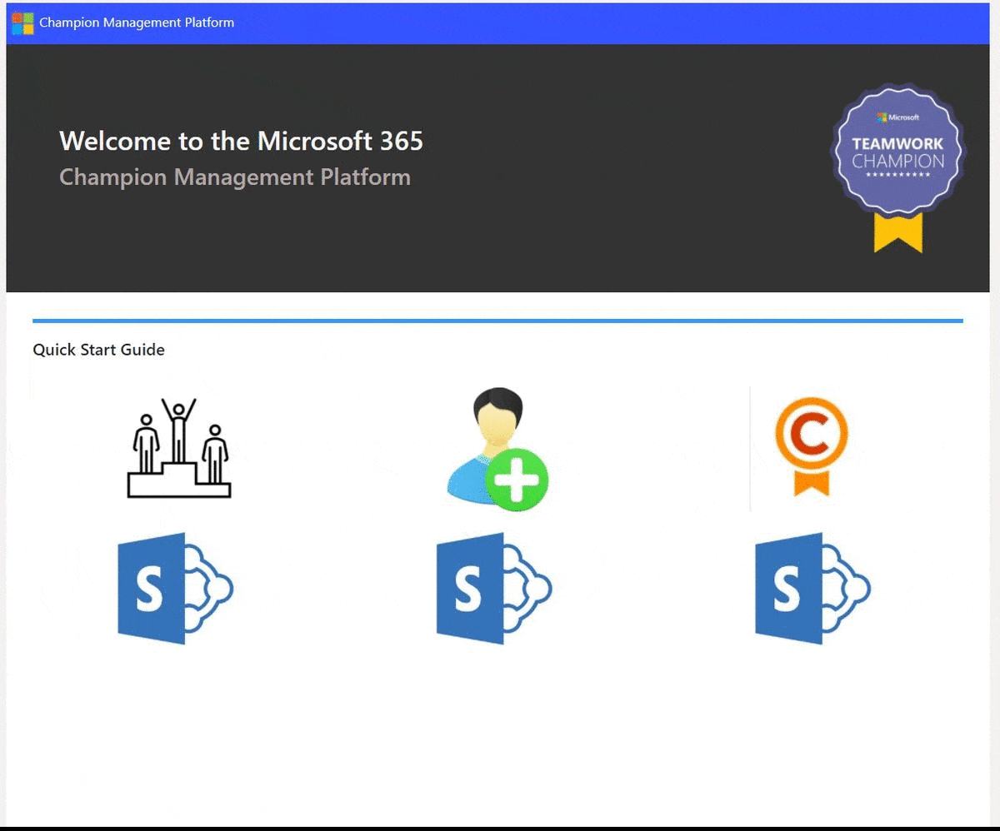 Champion Management Platform
Welcome to the Microsoft 365
Champion Management Platform
Microsoft
TEAMWORK
CHAMPION
Quick Start Guide
C
S
S
S